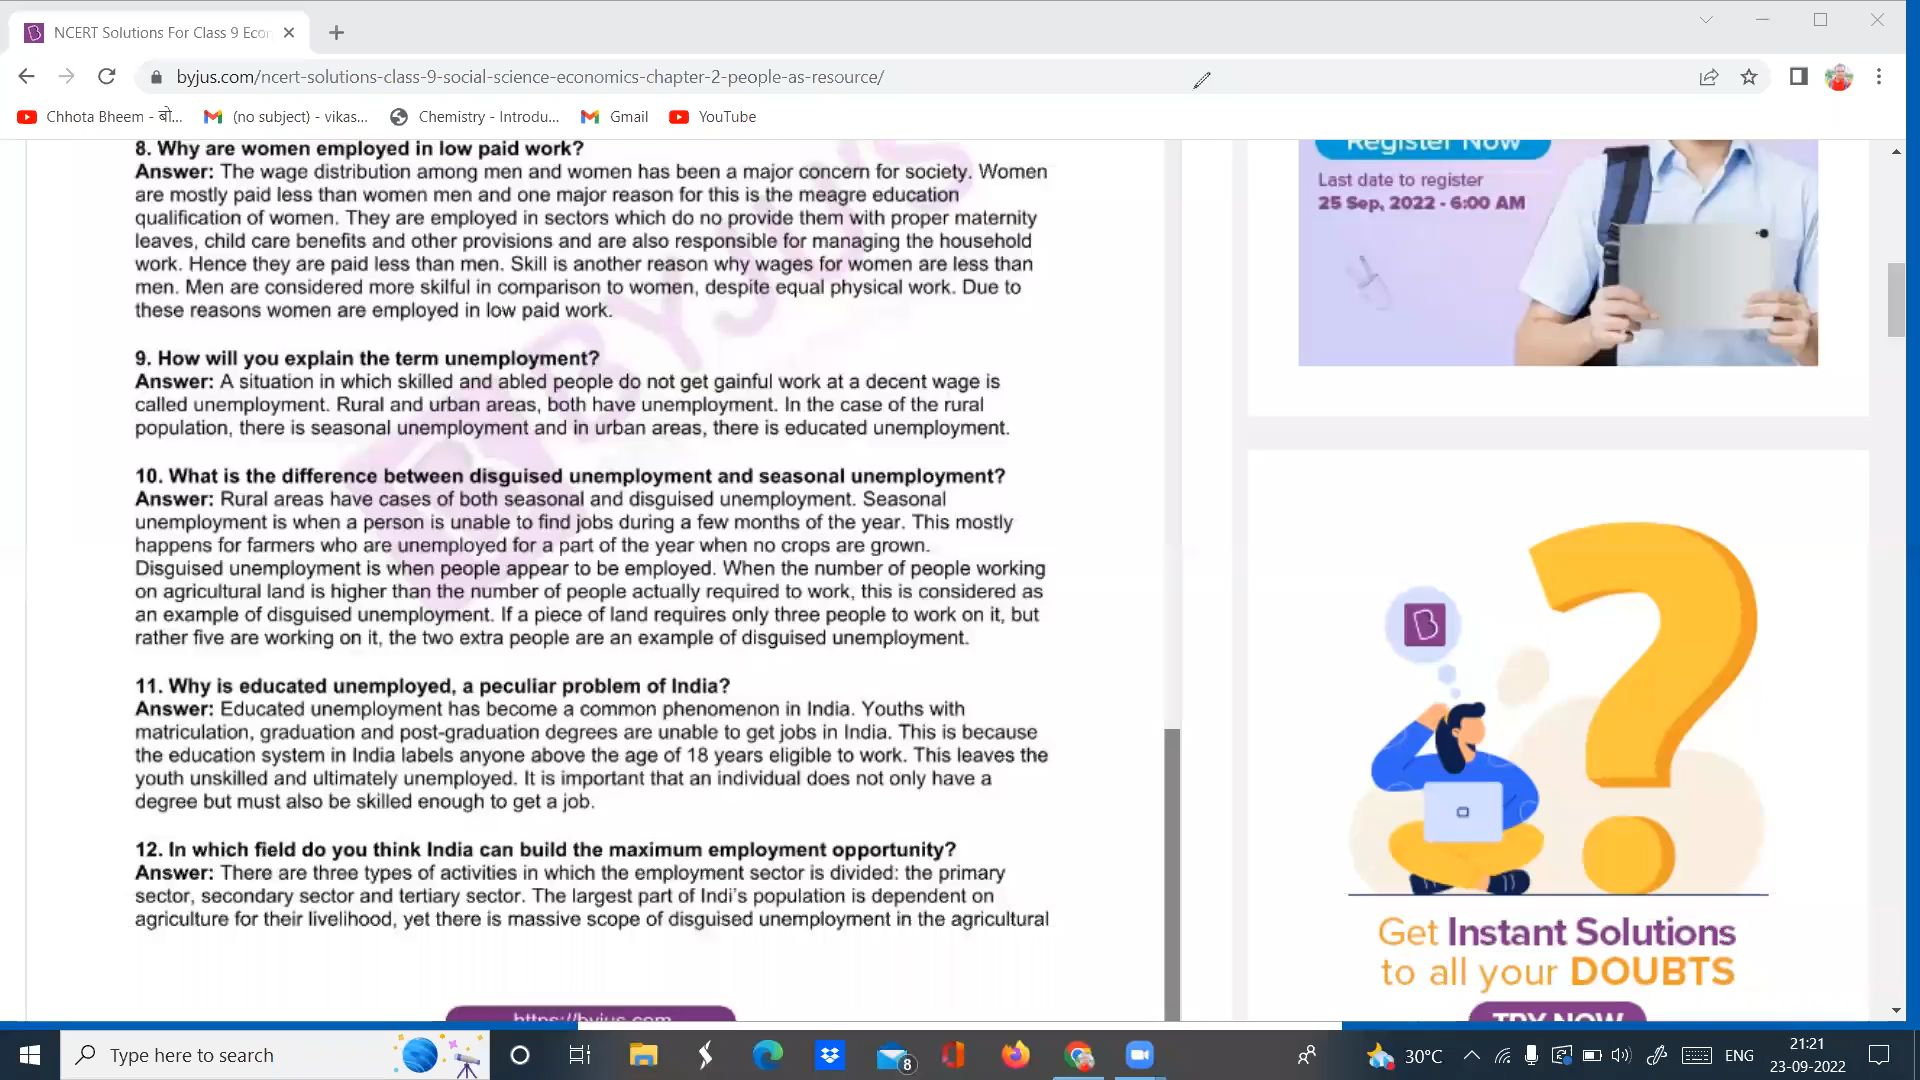 NCERT Solutions For Class 9 Econ
byjus.com/ncert-solutions-class-9-social-science-economics-chapter-2-people-as-resource/
Chhota Bheem - बो...
(no subject) - vikas...
Chemistry - Introdu...
Gmail
YouTube
8. Why are women employed in low paid work?
Answer: The wage distribution among men and women has been a major concern for society. Women
are mostly paid less than women men and one major reason for this is the meagre education
qualification of women. They are employed in sectors which do no provide them with proper maternity
leaves, child care benefits and other provisions and are also responsible for managing the household
work. Hence they are paid less than men. Skill is another reason why wages for women are less than
men. Men are considered more skilful in comparison to women, despite equal physical work. Due to
these reasons women are employed in low paid work.
9. How will you explain the term unemployment?
Answer: A situation in which skilled and abled people do not get gainful work at a decent wage is
called unemployment. Rural and urban areas, both have unemployment. In the case of the rural
population, there is seasonal unemployment and in urban areas, there is educated unemployment.
10. What is the difference between disguised unemployment and seasonal unemployment?
Answer: Rural areas have cases of both seasonal and disguised unemployment. Seasonal
unemployment is when a person is unable to find jobs during a few months of the year. This mostly
happens for farmers who are unemployed for a part of the year when no crops are grown.
Disguised unemployment is when people appear to be employed. When the number of people working
on agricultural land is higher than the number of people actually required to work, this is considered as
an example of disguised unemployment. If a piece of land requires only three people to work on it, but
rather five are working on it, the two extra people are an example of disguised unemployment.
11. Why is educated unemployed, a peculiar problem of India?
Answer: Educated unemployment has become a common phenomenon in India. Youths with
matriculation, graduation and post-graduation degrees are unable to get jobs in India. This is because
the education system in India labels anyone above the age of 18 years eligible to work. This leaves the
youth unskilled and ultimately unemployed. It is important that an individual does not only have a
degree but must also be skilled enough to get a job.
12. In which field do you think India can build the maximum employment opportunity?
Answer: There are three types of activities in which the employment sector is divided: the primary
sector, secondary sector and tertiary sector. The largest part of Indi's population is dependent on
agriculture for their livelihood, yet there is massive scope of disguised unemployment in the agricultural
https://byjus.com
BYJU'S
Register Now
Last date to register
25 Sep, 2022 - 6:00 AM
Get Instant Solutions
to all your DOUBTS
TRY NOW
Type here to search
8
30°C
ENG
21:21
23-09-2022